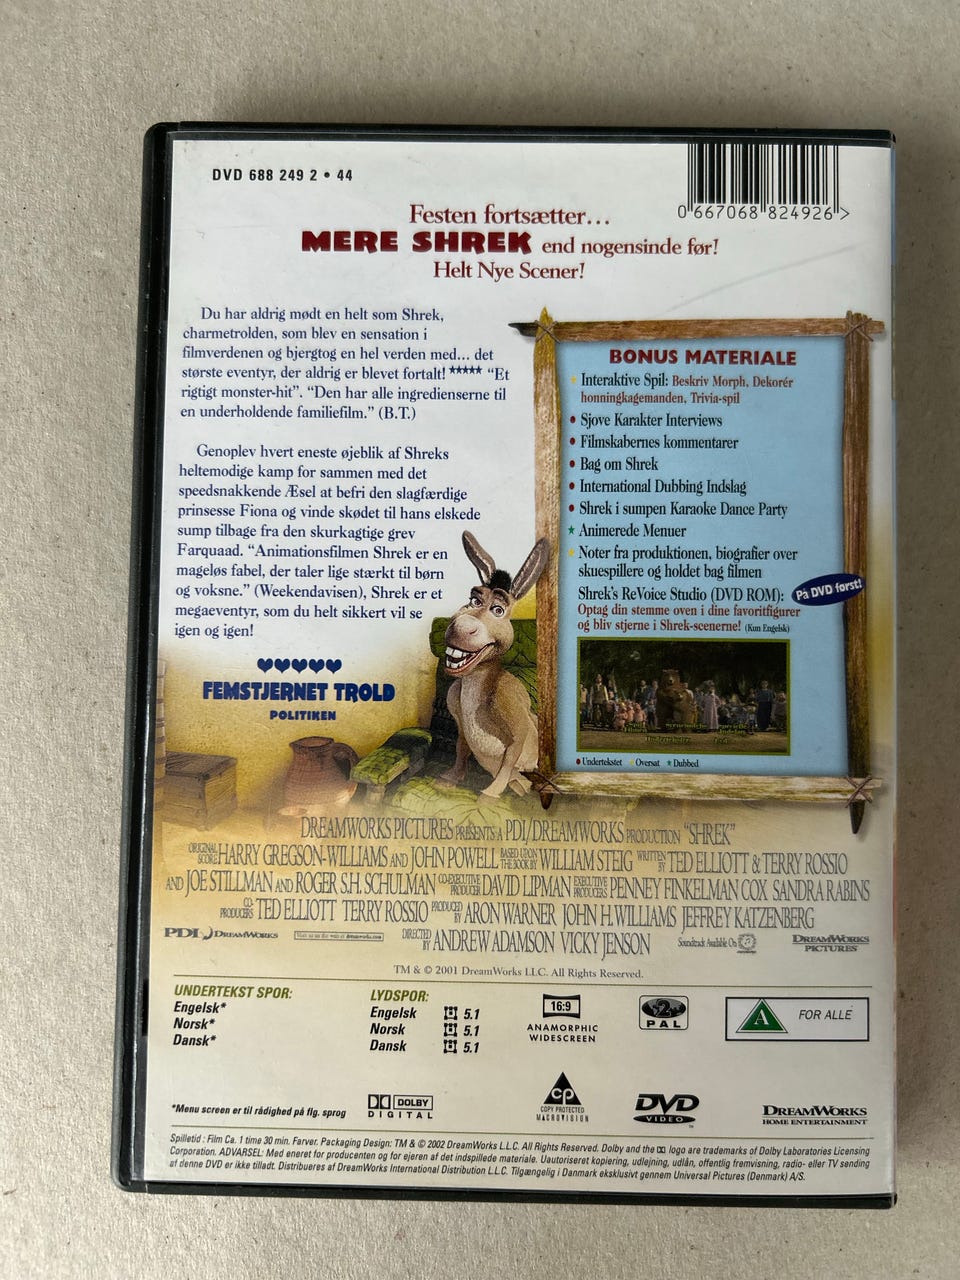 DVD 688 249 2 • 44
0 667068 824926 >
Festen fortsætter...
MERE SHREK end nogensinde før!
Helt Nye Scener!
Du har aldrig mødt en helt som Shrek,
charmetrolden, som blev en sensation i
filmverdenen og bjergtog en hel verden med... det
største eventyr, der aldrig er blevet fortalt! ★★★★★ “Et
rigtigt monster-hit”. “Den har alle ingredienserne til
en underholdende familiefilm.” (B.T.)
Genoplev hvert eneste øjeblik af Shreks
heltemodige kamp for sammen med det
speedsnakkende Æsel at befri den slagfærdige
prinsesse Fiona og vinde skødet til hans elskede
sump tilbage fra den skurkagtige grev
Farquaad. “Animationsfilmen Shrek er en
mageløs fabel, der taler lige stærkt til børn
og voksne.” (Weekendavisen), Shrek er et
megaeventyr, som du helt sikkert vil se
igen og igen!
♥♥♥♥♥
FEMSTJERNET TROLD
POLITIKEN
BONUS MATERIALE
★ Interaktive Spil: Beskriv Morph, Dekorér
honningkagemanden, Trivia-spil
• Sjove Karakter Interviews
• Filmskabernes kommentarer
• Bag om Shrek
• International Dubbing Indslag
• Shrek i sumpen Karaoke Dance Party
★ Animerede Menuer
★ Noter fra produktionen, biografier over
skuespillere og holdet bag filmen
Shrek's ReVoice Studio (DVD ROM): På DVD først!
Optag din stemme oven i dine favoritfigurer
og bliv stjerne i Shrek-scenerne! (Kun Engelsk)
• Undertekstet ★ Oversat ★ Dubbed
DREAMWORKS PICTURES PRESENTS A PDI/DREAMWORKS PRODUCTION “SHREK”
ORIGINAL SCORE HARRY GREGSON-WILLIAMS AND JOHN POWELL BASED UPON THE BOOK BY WILLIAM STEIG WRITTEN BY TED ELLIOTT & TERRY ROSSIO
AND JOE STILLMAN AND ROGER S.H. SCHULMAN CO-EXECUTIVE PRODUCER DAVID LIPMAN EXECUTIVE PRODUCERS PENNEY FINKELMAN COX SANDRA RABINS
CO-PRODUCERS TED ELLIOTT TERRY ROSSIO PRODUCED BY ARON WARNER JOHN H. WILLIAMS JEFFREY KATZENBERG
PDI DREAMWORKS DIRECTED BY ANDREW ADAMSON VICKY JENSON Soundtrack Available On DREAMWORKS PICTURES
TM & © 2001 DreamWorks L.L.C. All Rights Reserved.
UNDERTEKST SPOR:
Engelsk*
Norsk*
Dansk*
LYDSPOR:
Engelsk 5.1
Norsk 5.1
Dansk 5.1
16:9
ANAMORPHIC
WIDESCREEN
2
PAL
A FOR ALLE
*Menu screen er til rådighed på flg. sprog
DOLBY
DIGITAL
CP
COPY PROTECTED
MACROVISION
DVD
VIDEO
DREAMWORKS
HOME ENTERTAINMENT
Spilletid : Film Ca. 1 time 30 min. Farver. Packaging Design: TM & © 2002 DreamWorks L.L.C. All Rights Reserved. Dolby and the logo are trademarks of Dolby Laboratories Licensing
Corporation. ADVARSEL: Med eneret for producenten og for ejeren af det indspillede materiale. Uautoriseret kopiering, udlejning, udlån, offentlig fremvisning, radio- eller TV sending
af denne DVD er ikke tilladt. Distribueres af DreamWorks International Distribution L.L.C. Tilgængelig i Danmark eksklusivt gennem Universal Pictures (Denmark) A/S.